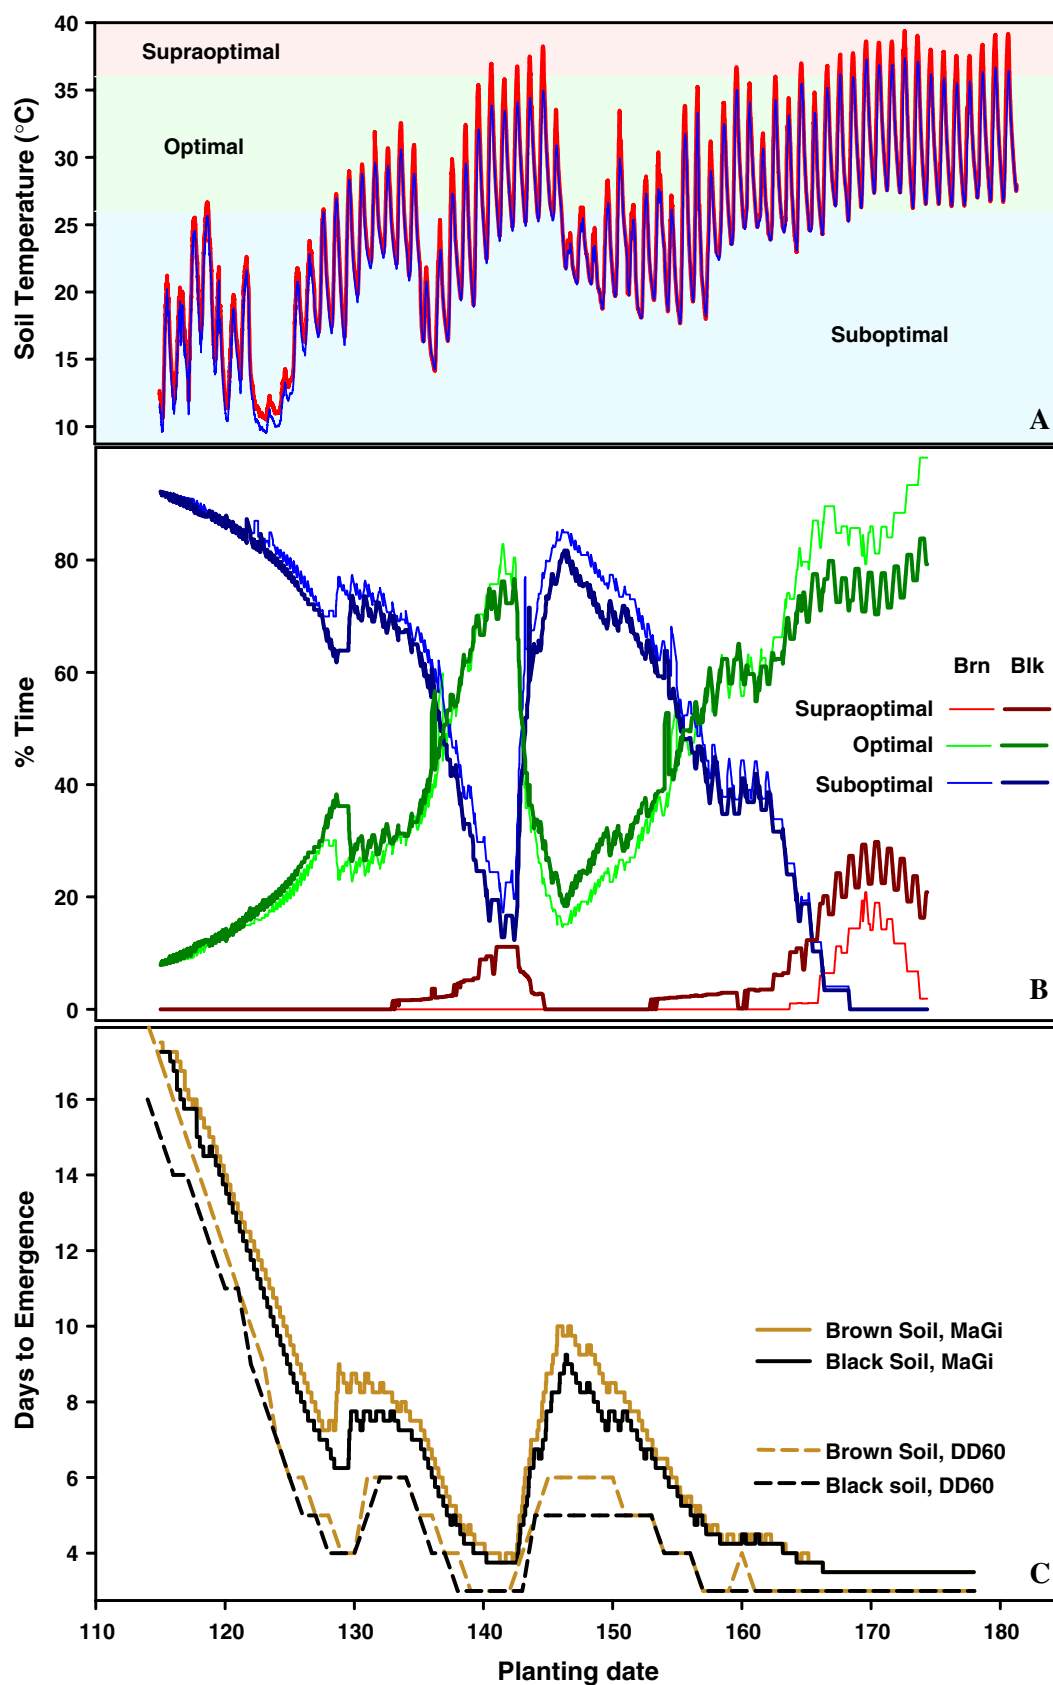 40
35
30
25
20
15
10
Soil Temperature (°C)
Supraoptimal
Optimal
Suboptimal
A
80
60
40
20
0
% Time
Brn Blk
Supraoptimal
Optimal
Suboptimal
B
16
14
12
10
8
6
4
Days to Emergence
Brown Soil, MaGi
Black Soil, MaGi
Brown Soil, DD60
Black soil, DD60
C
110 120 130 140 150 160 170 180
Planting date